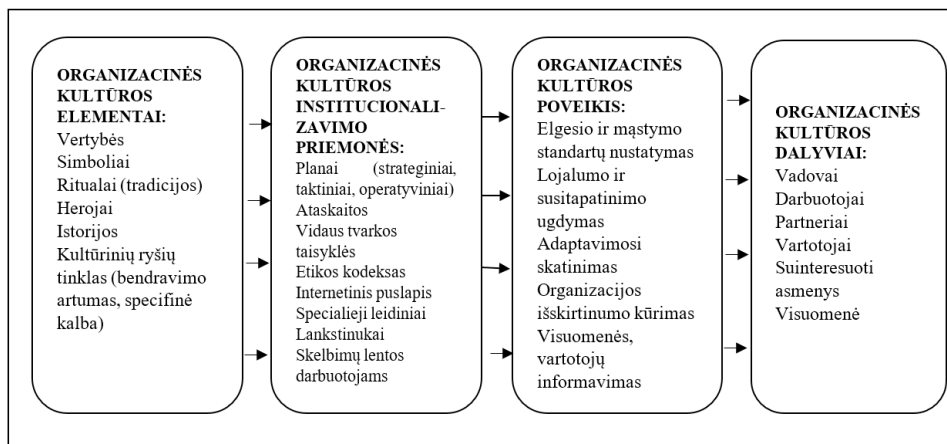 ORGANIZACINĖS
KULTŪROS
ELEMENTAI:
Vertybės
Simboliai
Ritualai (tradicijos)
Herojai
Istorijos
Kultūrinių ryšių
tinklas (bendravimo
artumas, specifinė
kalba)
ORGANIZACINĖS
KULTŪROS
INSTITUCIONALI-
ZAVIMO
PRIEMONĖS:
Planai (strateginiai,
taktiniai, operatyviniai)
Ataskaitos
Vidaus tvarkos
taisyklės
Etikos kodeksas
Internetinis puslapis
Specialieji leidiniai
Lankstinukai
Skelbimų lentos
darbuotojams
ORGANIZACINĖS
KULTŪROS
POVEIKIS:
Elgesio ir mąstymo
standartų nustatymas
Lojalumo ir
susitapatinimo
ugdymas
Adaptavimosi
skatinimas
Organizacijos
išskirtinumo kūrimas
Visuomenės,
vartotojų
informavimas
ORGANIZACINĖS
KULTŪROS
DALYVIAI:
Vadovai
Darbuotojai
Partneriai
Vartotojai
Suinteresuoti
asmenys
Visuomenė